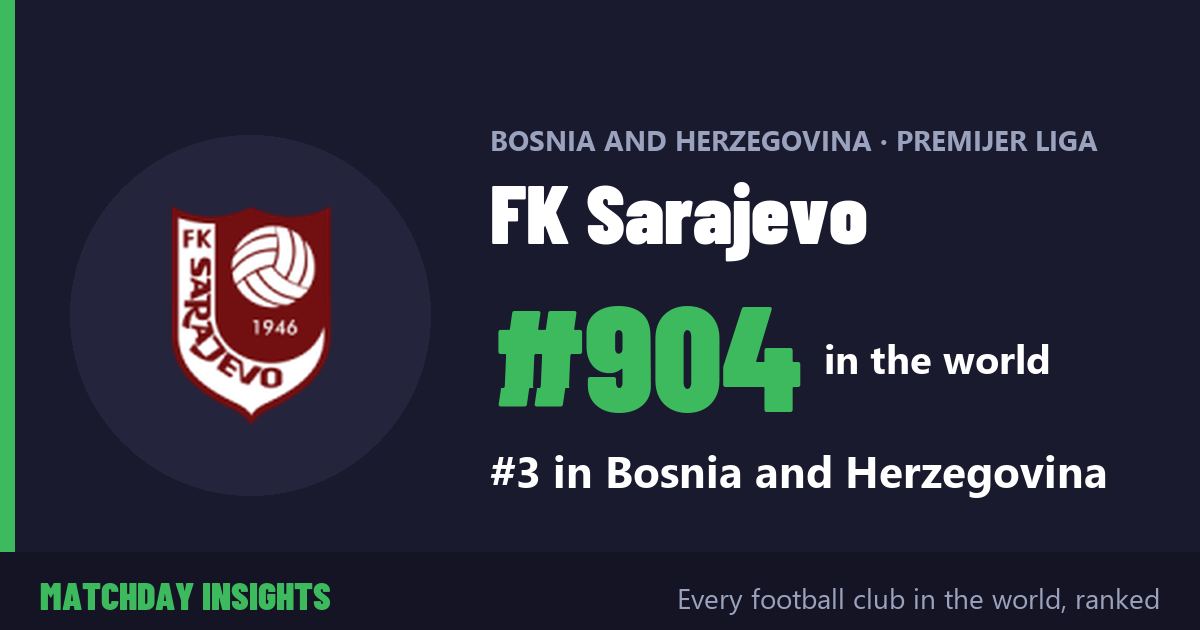 BOSNIA AND HERZEGOVINA · PREMIJER LIGA
FK Sarajevo
FK
SARAJEVO
1946
#904 in the world
#3 in Bosnia and Herzegovina
MATCHDAY INSIGHTS
Every football club in the world, ranked